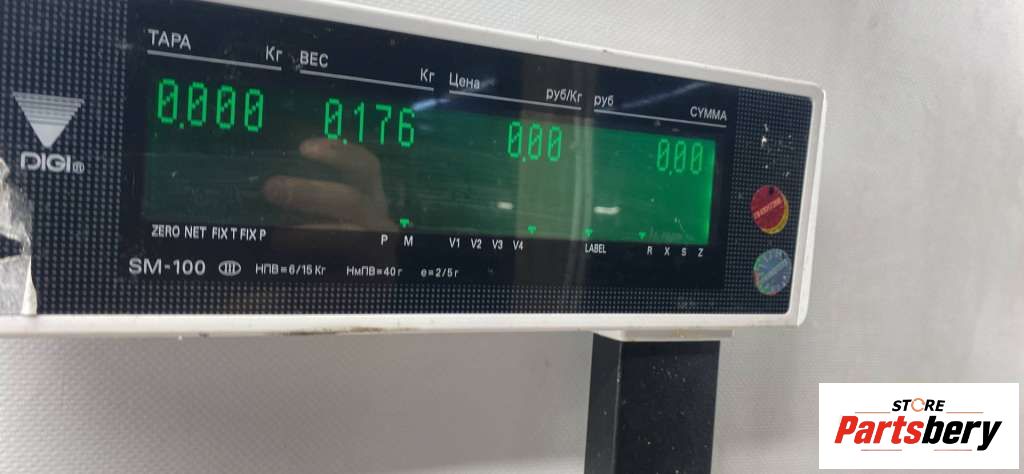 ТАРА Кг ВЕС Кг Цена руб/Кг руб СУММА
0.000 0.176 0.00 0.00
DIGI
ZERO NET FIX T FIX P P M V1 V2 V3 V4 LABEL R X S Z
SM-100 III НПВ=6/15 Кг НмПВ=40 г e=2/5 г
STORE
Partsbery